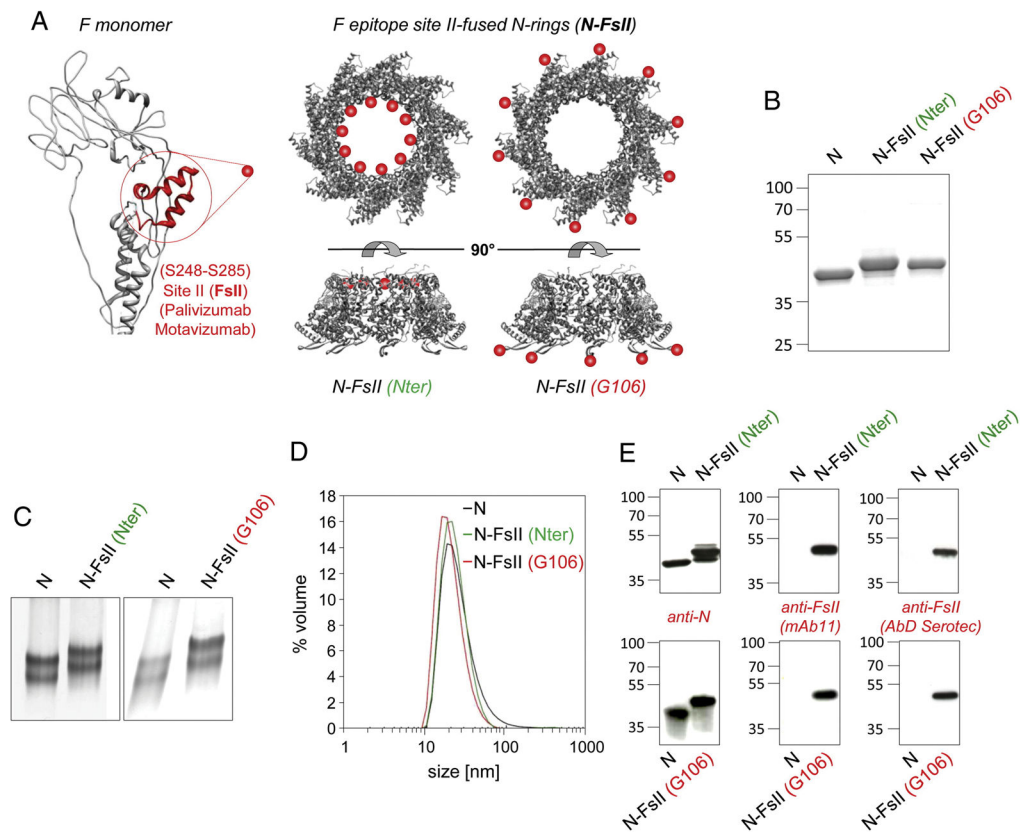 A
F monomer
F epitope site II-fused N-rings (N-FsII)
(S248-S285)
Site II (FsII)
(Palivizumab
Motavizumab)
90°
N-FsII (Nter)
N-FsII (G106)
B
N
N-FsII (Nter)
N-FsII (G106)
100
70
55
35
25
C
N
N-FsII (Nter)
N
N-FsII (G106)
D
18
16
14
12
10
8
6
4
2
0
% volume
N
N-FsII (Nter)
N-FsII (G106)
1
10
100
1000
size [nm]
E
N
N-FsII (Nter)
N
N-FsII (Nter)
N
N-FsII (Nter)
100
70
55
35
100
70
55
35
100
70
55
35
anti-N
anti-FsII
(mAb11)
anti-FsII
(AbD Serotec)
100
70
55
35
100
70
55
35
100
70
55
35
N
N-FsII (G106)
N
N-FsII (G106)
N
N-FsII (G106)